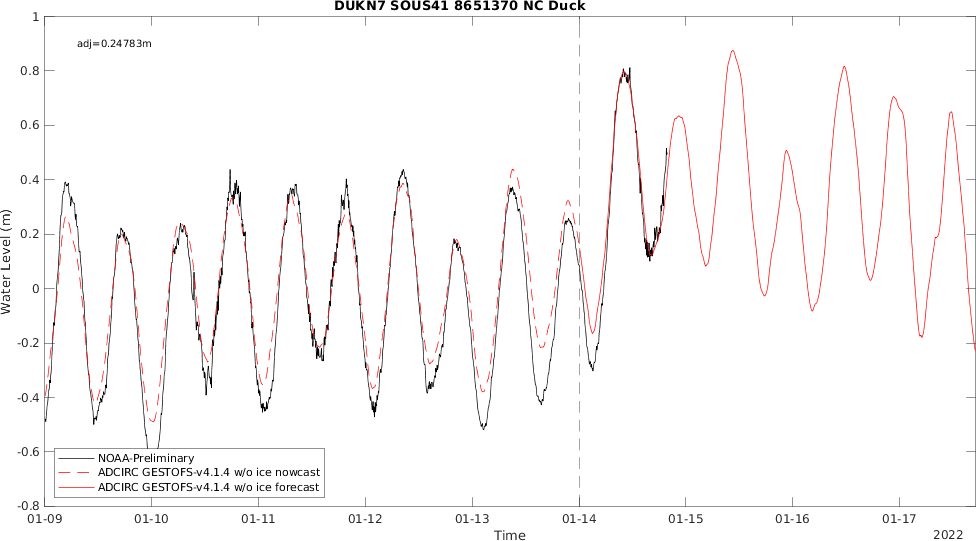 DUKN7 SOUS41 8651370 NC Duck
adj=0.24783m
1
0.8
0.6
0.4
0.2
0
-0.2
-0.4
-0.6
-0.8
Water Level (m)
NOAA-Preliminary
ADCIRC GESTOFS-v4.1.4 w/o ice nowcast
ADCIRC GESTOFS-v4.1.4 w/o ice forecast
01-09 01-10 01-11 01-12 01-13 01-14 01-15 01-16 01-17
Time
2022